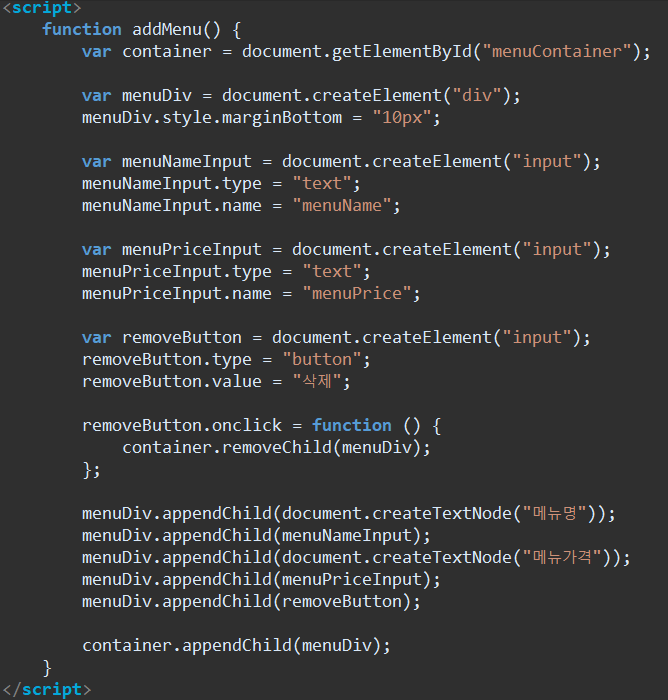 <script>
function addMenu() {
var container = document.getElementById("menuContainer");
var menuDiv = document.createElement("div");
menuDiv.style.marginBottom = "10px";
var menuNameInput = document.createElement("input");
menuNameInput.type = "text";
menuNameInput.name = "menuName";
var menuPriceInput = document.createElement("input");
menuPriceInput.type = "text";
menuPriceInput.name = "menuPrice";
var removeButton = document.createElement("input");
removeButton.type = "button";
removeButton.value = "삭제";
removeButton.onclick = function () {
container.removeChild(menuDiv);
};
menuDiv.appendChild(document.createTextNode("메뉴명"));
menuDiv.appendChild(menuNameInput);
menuDiv.appendChild(document.createTextNode("메뉴가격"));
menuDiv.appendChild(menuPriceInput);
menuDiv.appendChild(removeButton);
container.appendChild(menuDiv);
}
</script>